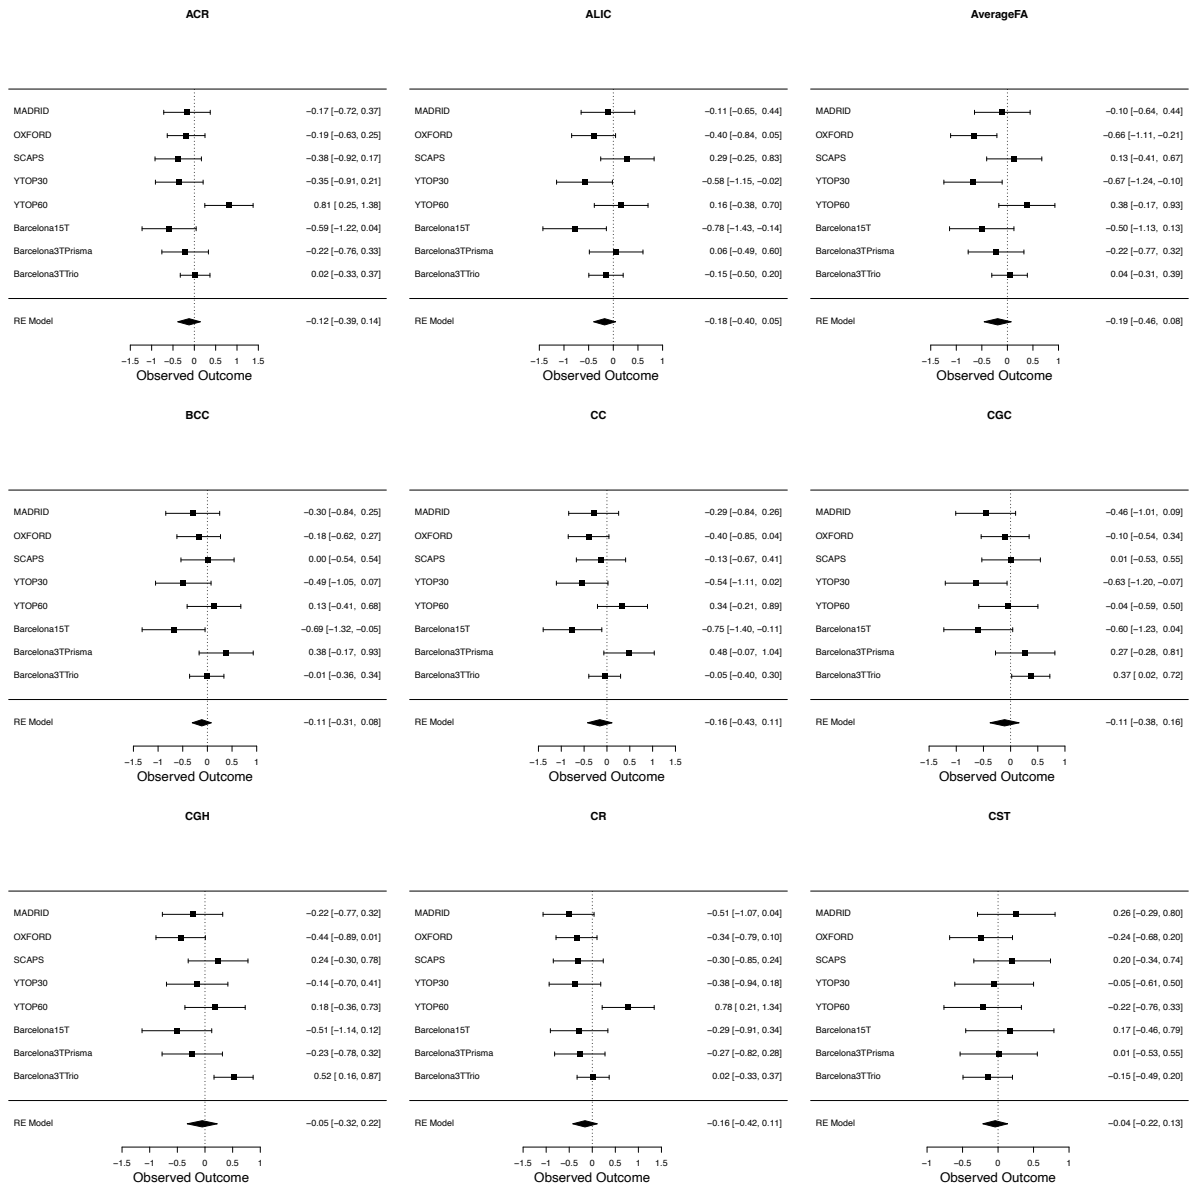 ACR
MADRID −0.17 [−0.72, 0.37]
OXFORD −0.19 [−0.63, 0.25]
SCAPS −0.38 [−0.92, 0.17]
YTOP30 −0.35 [−0.91, 0.21]
YTOP60 0.81 [ 0.25, 1.38]
Barcelona15T −0.59 [−1.22, 0.04]
Barcelona3TPrisma −0.22 [−0.76, 0.33]
Barcelona3TTrio 0.02 [−0.33, 0.37]
RE Model −0.12 [−0.39, 0.14]
−1.5 −1 −0.5 0 0.5 1 1.5
Observed Outcome
ALIC
MADRID −0.11 [−0.65, 0.44]
OXFORD −0.40 [−0.84, 0.05]
SCAPS 0.29 [−0.25, 0.83]
YTOP30 −0.58 [−1.15, −0.02]
YTOP60 0.16 [−0.38, 0.70]
Barcelona15T −0.78 [−1.43, −0.14]
Barcelona3TPrisma 0.06 [−0.49, 0.60]
Barcelona3TTrio −0.15 [−0.50, 0.20]
RE Model −0.18 [−0.40, 0.05]
−1.5 −1 −0.5 0 0.5 1
Observed Outcome
AverageFA
MADRID −0.10 [−0.64, 0.44]
OXFORD −0.66 [−1.11, −0.21]
SCAPS 0.13 [−0.41, 0.67]
YTOP30 −0.67 [−1.24, −0.10]
YTOP60 0.38 [−0.17, 0.93]
Barcelona15T −0.50 [−1.13, 0.13]
Barcelona3TPrisma −0.22 [−0.77, 0.32]
Barcelona3TTrio 0.04 [−0.31, 0.39]
RE Model −0.19 [−0.46, 0.08]
−1.5 −1 −0.5 0 0.5 1
Observed Outcome
BCC
MADRID −0.30 [−0.84, 0.25]
OXFORD −0.18 [−0.62, 0.27]
SCAPS 0.00 [−0.54, 0.54]
YTOP30 −0.49 [−1.05, 0.07]
YTOP60 0.13 [−0.41, 0.68]
Barcelona15T −0.69 [−1.32, −0.05]
Barcelona3TPrisma 0.38 [−0.17, 0.93]
Barcelona3TTrio −0.01 [−0.36, 0.34]
RE Model −0.11 [−0.31, 0.08]
−1.5 −1 −0.5 0 0.5 1
Observed Outcome
CC
MADRID −0.29 [−0.84, 0.26]
OXFORD −0.40 [−0.85, 0.04]
SCAPS −0.13 [−0.67, 0.41]
YTOP30 −0.54 [−1.11, 0.02]
YTOP60 0.34 [−0.21, 0.89]
Barcelona15T −0.75 [−1.40, −0.11]
Barcelona3TPrisma 0.48 [−0.07, 1.04]
Barcelona3TTrio −0.05 [−0.40, 0.30]
RE Model −0.16 [−0.43, 0.11]
−1.5 −1 −0.5 0 0.5 1 1.5
Observed Outcome
CGC
MADRID −0.46 [−1.01, 0.09]
OXFORD −0.10 [−0.54, 0.34]
SCAPS 0.01 [−0.53, 0.55]
YTOP30 −0.63 [−1.20, −0.07]
YTOP60 −0.04 [−0.59, 0.50]
Barcelona15T −0.60 [−1.23, 0.04]
Barcelona3TPrisma 0.27 [−0.28, 0.81]
Barcelona3TTrio 0.37 [ 0.02, 0.72]
RE Model −0.11 [−0.38, 0.16]
−1.5 −1 −0.5 0 0.5 1
Observed Outcome
CGH
MADRID −0.22 [−0.77, 0.32]
OXFORD −0.44 [−0.89, 0.01]
SCAPS 0.24 [−0.30, 0.78]
YTOP30 −0.14 [−0.70, 0.41]
YTOP60 0.18 [−0.36, 0.73]
Barcelona15T −0.51 [−1.14, 0.12]
Barcelona3TPrisma −0.23 [−0.78, 0.32]
Barcelona3TTrio 0.52 [ 0.16, 0.87]
RE Model −0.05 [−0.32, 0.22]
−1.5 −1 −0.5 0 0.5 1
Observed Outcome
CR
MADRID −0.51 [−1.07, 0.04]
OXFORD −0.34 [−0.79, 0.10]
SCAPS −0.30 [−0.85, 0.24]
YTOP30 −0.38 [−0.94, 0.18]
YTOP60 0.78 [ 0.21, 1.34]
Barcelona15T −0.29 [−0.91, 0.34]
Barcelona3TPrisma −0.27 [−0.82, 0.28]
Barcelona3TTrio 0.02 [−0.33, 0.37]
RE Model −0.16 [−0.42, 0.11]
−1.5 −1 −0.5 0 0.5 1 1.5
Observed Outcome
CST
MADRID 0.26 [−0.29, 0.80]
OXFORD −0.24 [−0.68, 0.20]
SCAPS 0.20 [−0.34, 0.74]
YTOP30 −0.05 [−0.61, 0.50]
YTOP60 −0.22 [−0.76, 0.33]
Barcelona15T 0.17 [−0.46, 0.79]
Barcelona3TPrisma 0.01 [−0.53, 0.55]
Barcelona3TTrio −0.15 [−0.49, 0.20]
RE Model −0.04 [−0.22, 0.13]
−1 −0.5 0 0.5 1
Observed Outcome